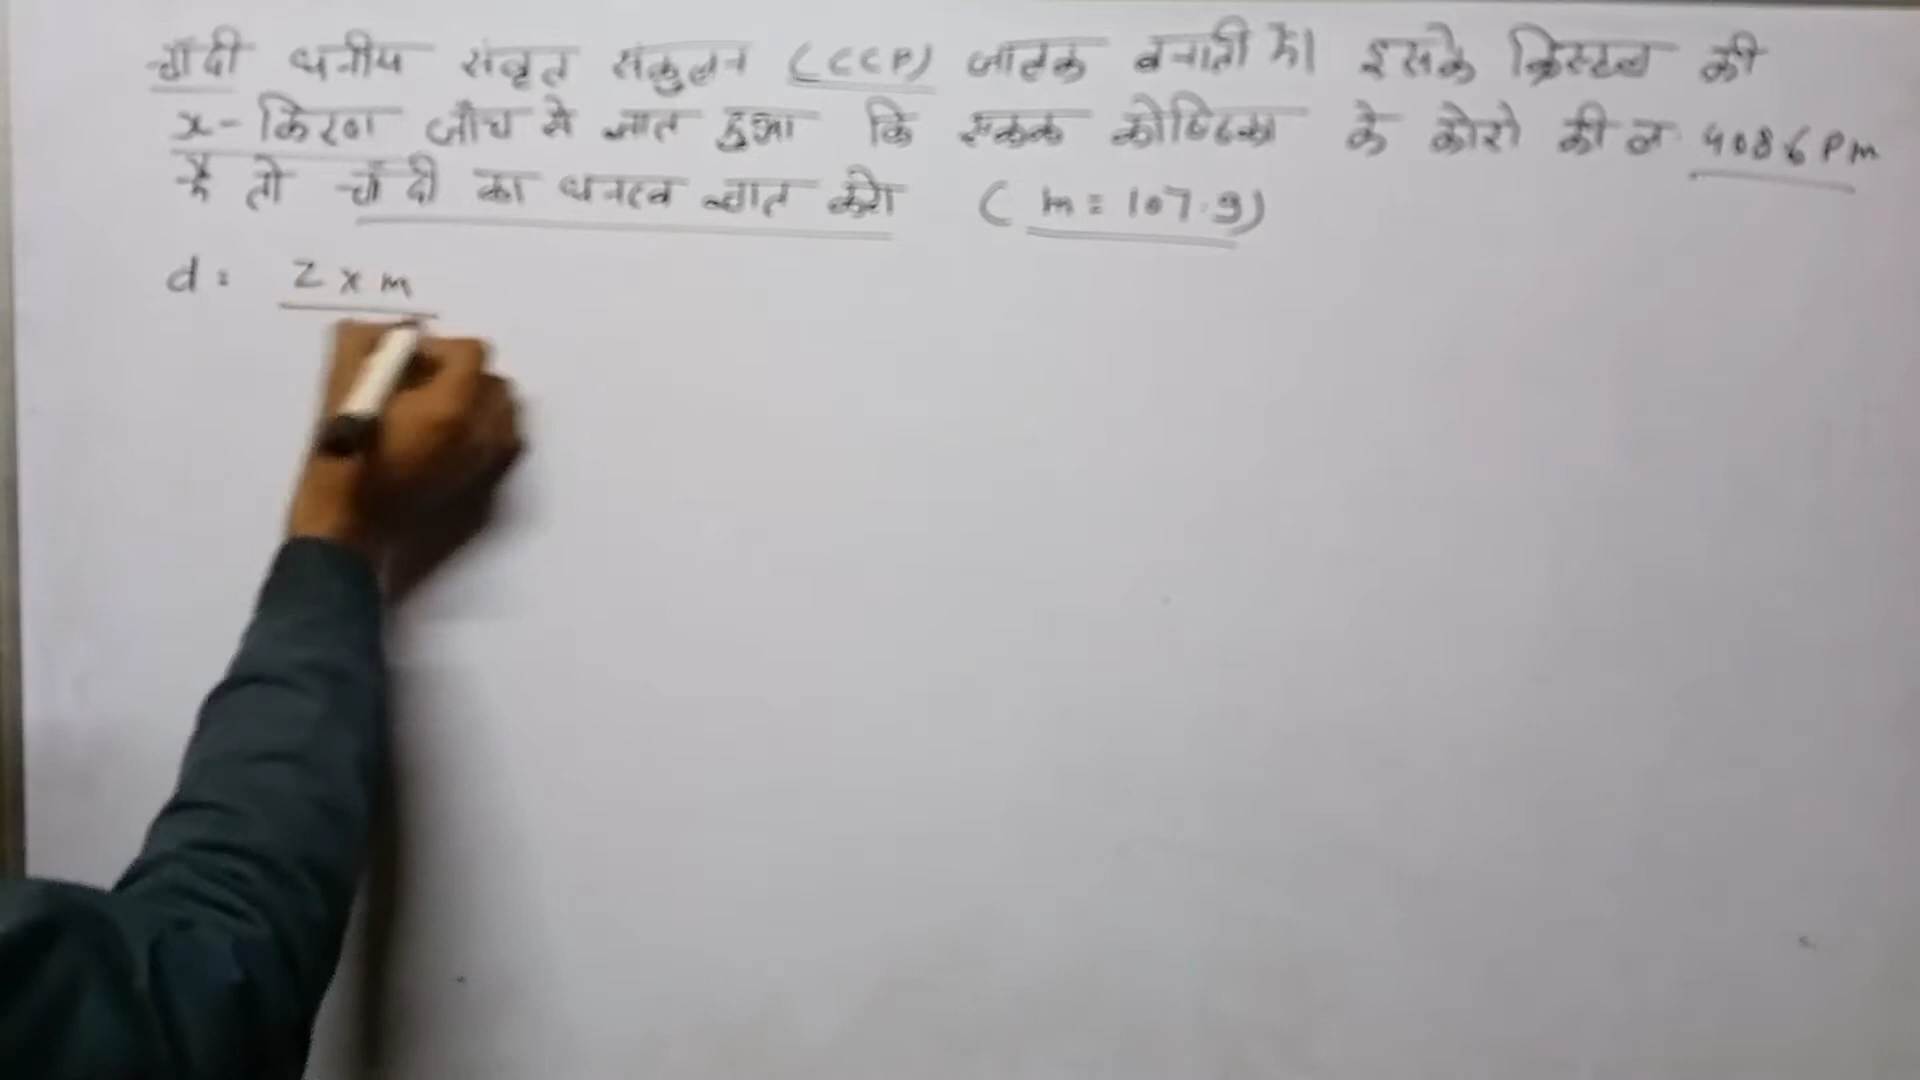 चाँदी घनीय संवृत संकुलन (CCP) जालक बनाती है। इसके क्रिस्टल की
x-किरण जाँच से ज्ञात हुआ कि एकक कोष्ठिका के कोरो की ल. 408.6 Pm
है तो चाँदी का घनत्व ज्ञात करो ( m = 107.9)
d = Z x m